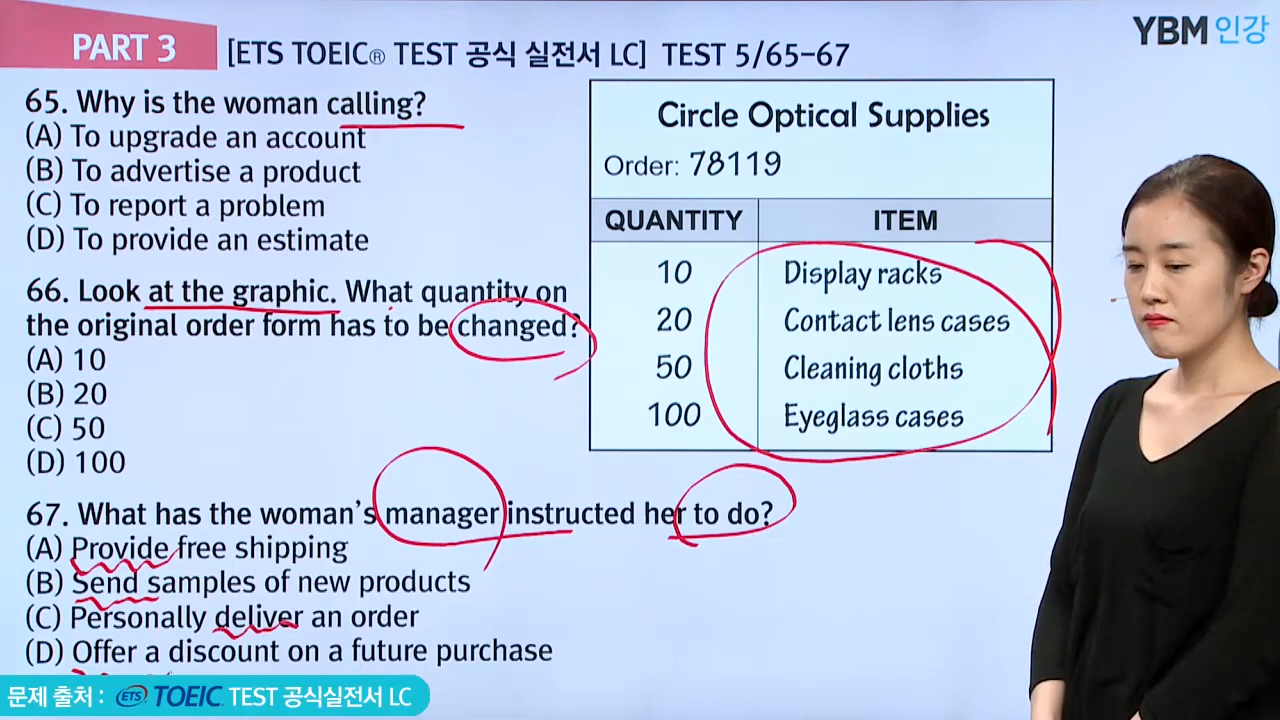 PART 3
[ETS TOEIC® TEST 공식 실전서 LC] TEST 5/65-67
YBM 인강
65. Why is the woman calling?
(A) To upgrade an account
(B) To advertise a product
(C) To report a problem
(D) To provide an estimate
66. Look at the graphic. What quantity on
the original order form has to be changed?
(A) 10
(B) 20
(C) 50
(D) 100
67. What has the woman's manager instructed her to do?
(A) Provide free shipping
(B) Send samples of new products
(C) Personally deliver an order
(D) Offer a discount on a future purchase
Circle Optical Supplies
Order: 78119
QUANTITY ITEM
10 Display racks
20 Contact lens cases
50 Cleaning cloths
100 Eyeglass cases
문제 출처 : ETS TOEIC TEST 공식실전서 LC